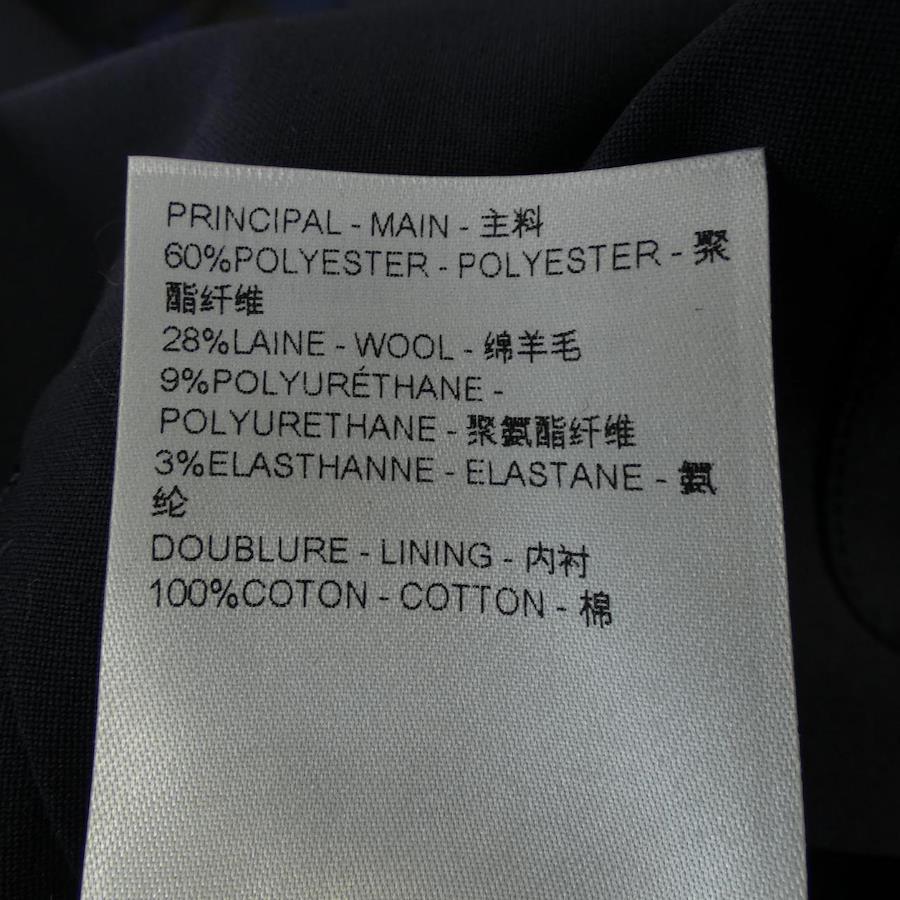 PRINCIPAL - MAIN - 主料
60%POLYESTER - POLYESTER - 聚
酯纤维
28%LAINE - WOOL - 绵羊毛
9%POLYURÉTHANE -
POLYURETHANE - 聚氨酯纤维
3%ELASTHANNE - ELASTANE - 氨
纶
DOUBLURE - LINING - 内衬
100%COTON - COTTON - 棉